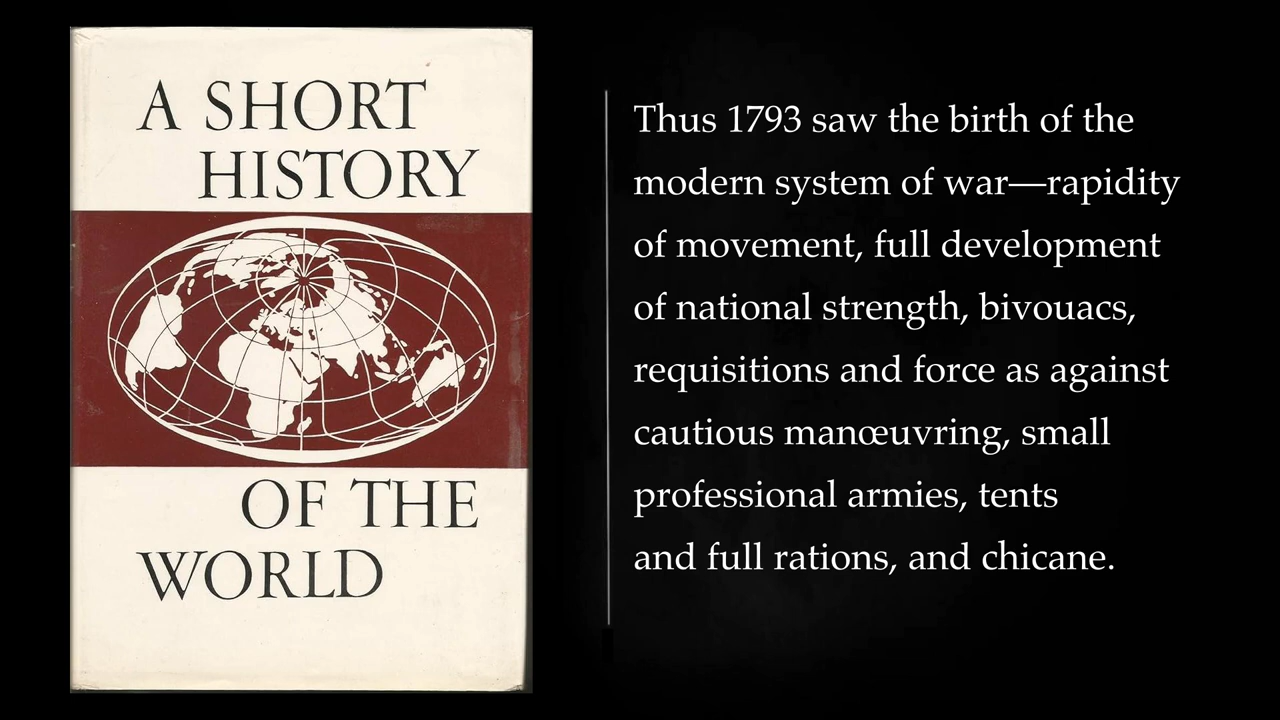 A SHORT
HISTORY
OF THE
WORLD
Thus 1793 saw the birth of the
modern system of war—rapidity
of movement, full development
of national strength, bivouacs,
requisitions and force as against
cautious manœuvring, small
professional armies, tents
and full rations, and chicane.